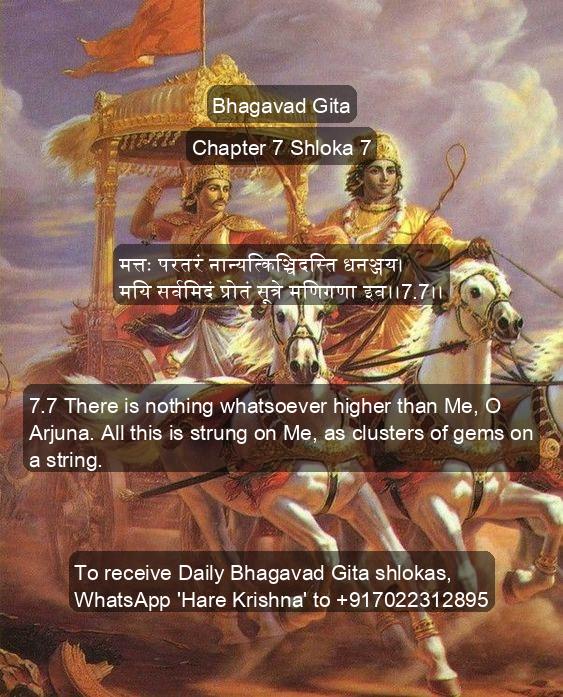 Bhagavad Gita
Chapter 7 Shloka 7
मत्तः परतरं नान्यत्किञ्चिदस्ति धनञ्जय।
मयि सर्वमिदं प्रोतं सूत्रे मणिगणा इव।।7.7।।
7.7 There is nothing whatsoever higher than Me, O
Arjuna. All this is strung on Me, as clusters of gems on
a string.
To receive Daily Bhagavad Gita shlokas,
WhatsApp 'Hare Krishna' to +917022312895